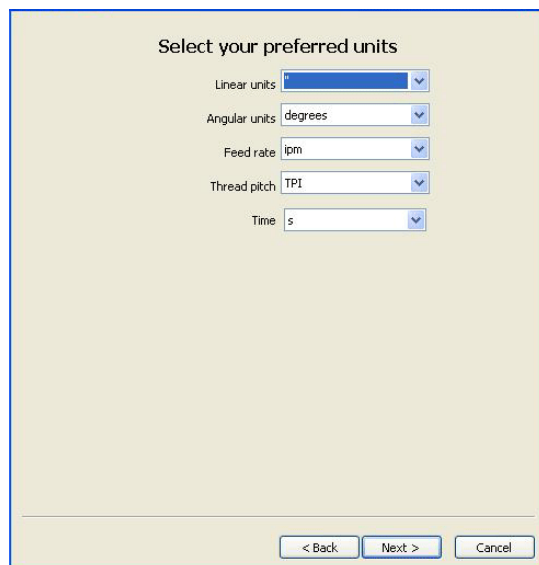 Select your preferred units
Linear units "
Angular units degrees
Feed rate ipm
Thread pitch TPI
Time s
< Back Next > Cancel